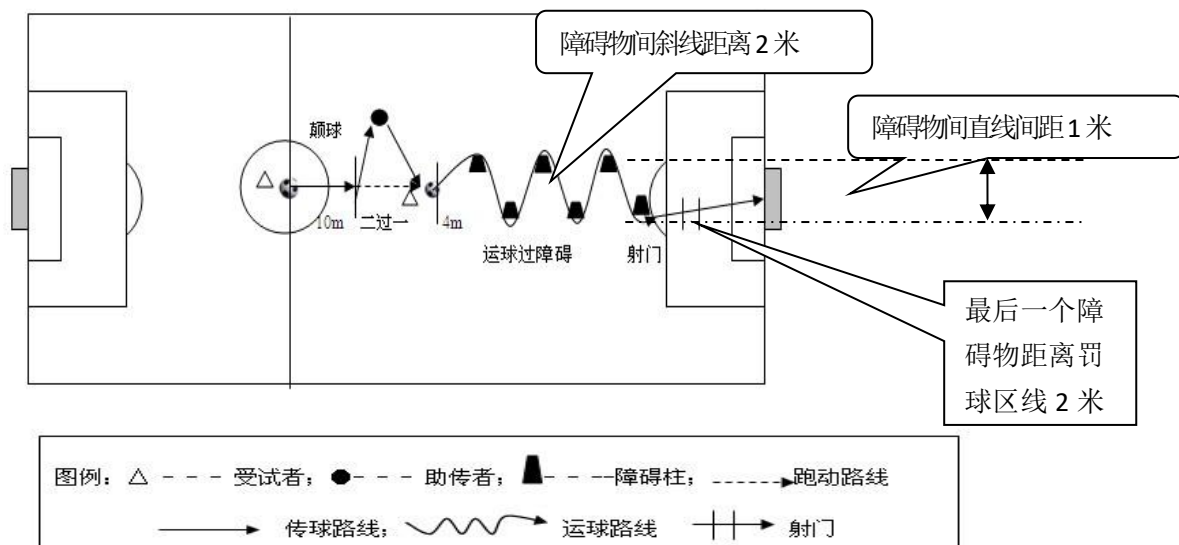 障碍物间斜线距离 2 米
障碍物间直线间距 1 米
颠球
10m
二过一
4m
运球过障碍
射门
最后一个障
碍物距离罚
球区线 2 米
图例：△ - - - - 受试者；●- - - - 助传者；- - - --障碍柱；跑动路线
传球路线；运球路线 射门